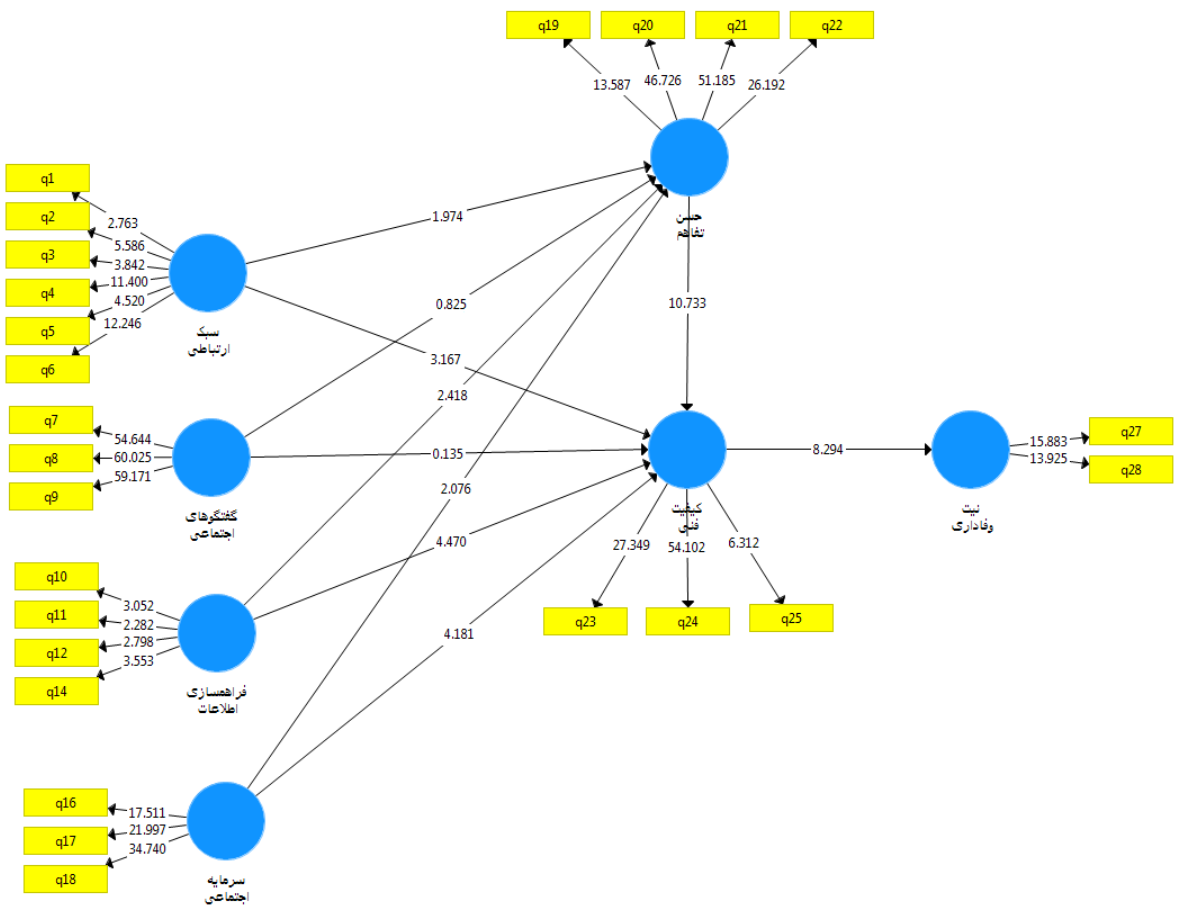 q19
q20
q21
q22
13.587
46.726
51.185
26.192
حسن
تفاهم
q1
q2
q3
q4
q5
q6
2.763
5.586
3.842
11.400
4.520
12.246
سبک
ارتباطی
1.974
0.825
3.167
2.418
10.733
q7
q8
q9
54.644
60.025
59.171
گفتگوهای
اجتماعی
0.135
2.076
4.470
4.181
کیفیت
فنی
8.294
نیت
وفاداری
15.883
13.925
q27
q28
27.349
54.102
6.312
q23
q24
q25
q10
q11
q12
q14
3.052
2.282
2.798
3.553
فراهمسازی
اطلاعات
q16
q17
q18
17.511
21.997
34.740
سرمایه
اجتماعی